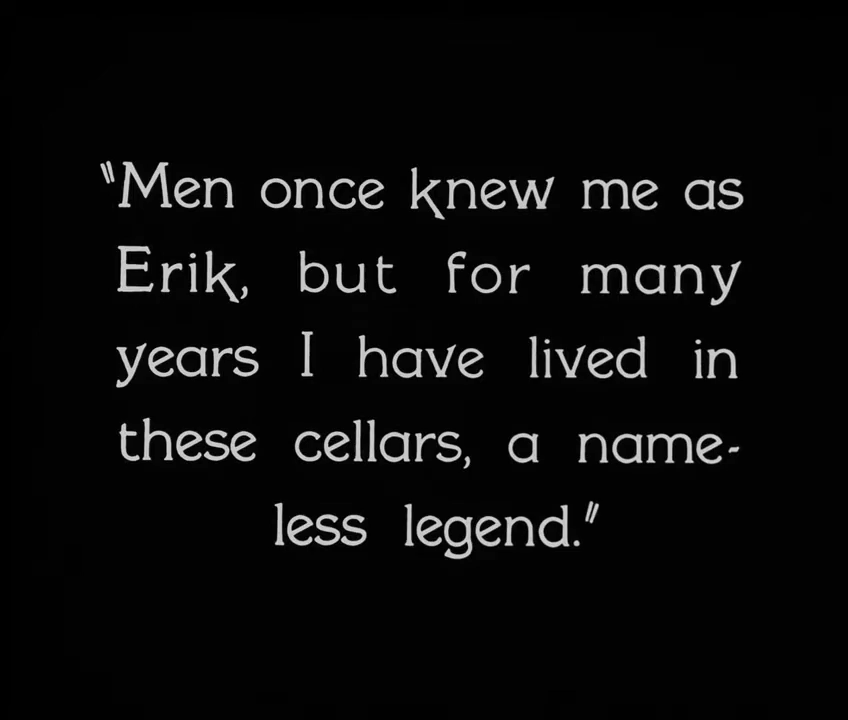 "Men once knew me as
Erik, but for many
years I have lived in
these cellars, a name-
less legend."